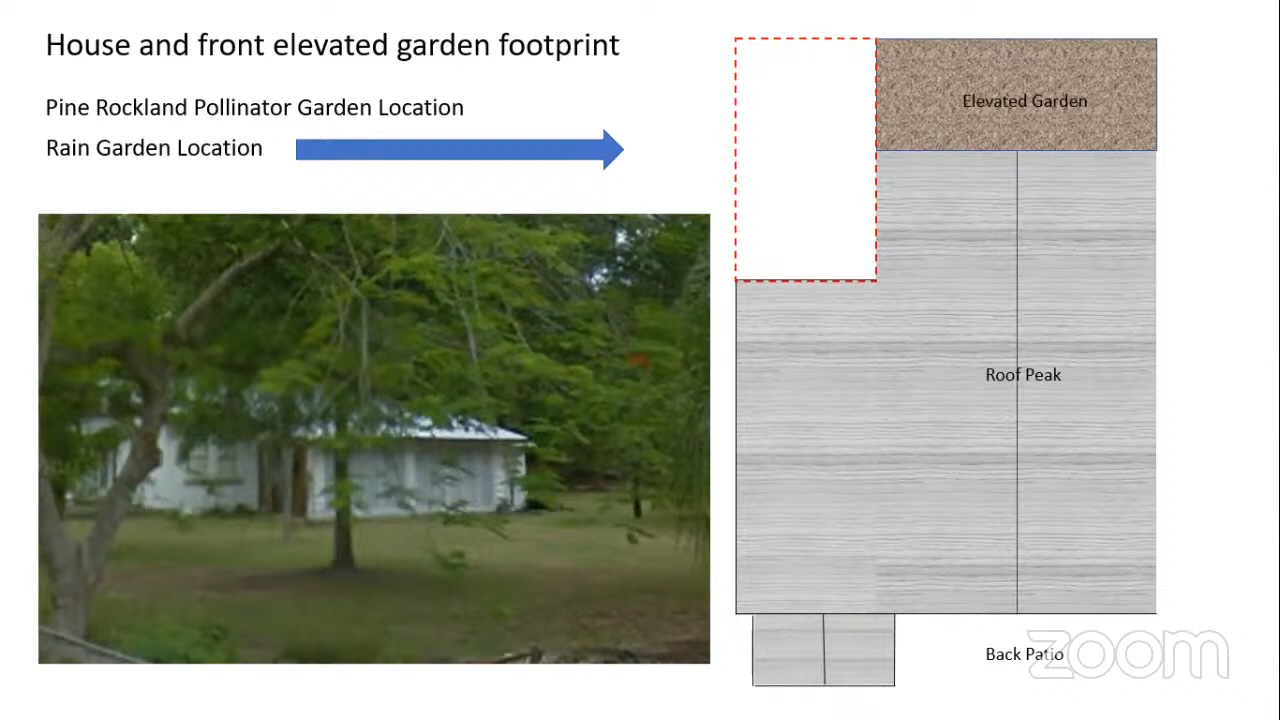 House and front elevated garden footprint
Pine Rockland Pollinator Garden Location
Rain Garden Location
Elevated Garden
Roof Peak
Back Patio
zoom